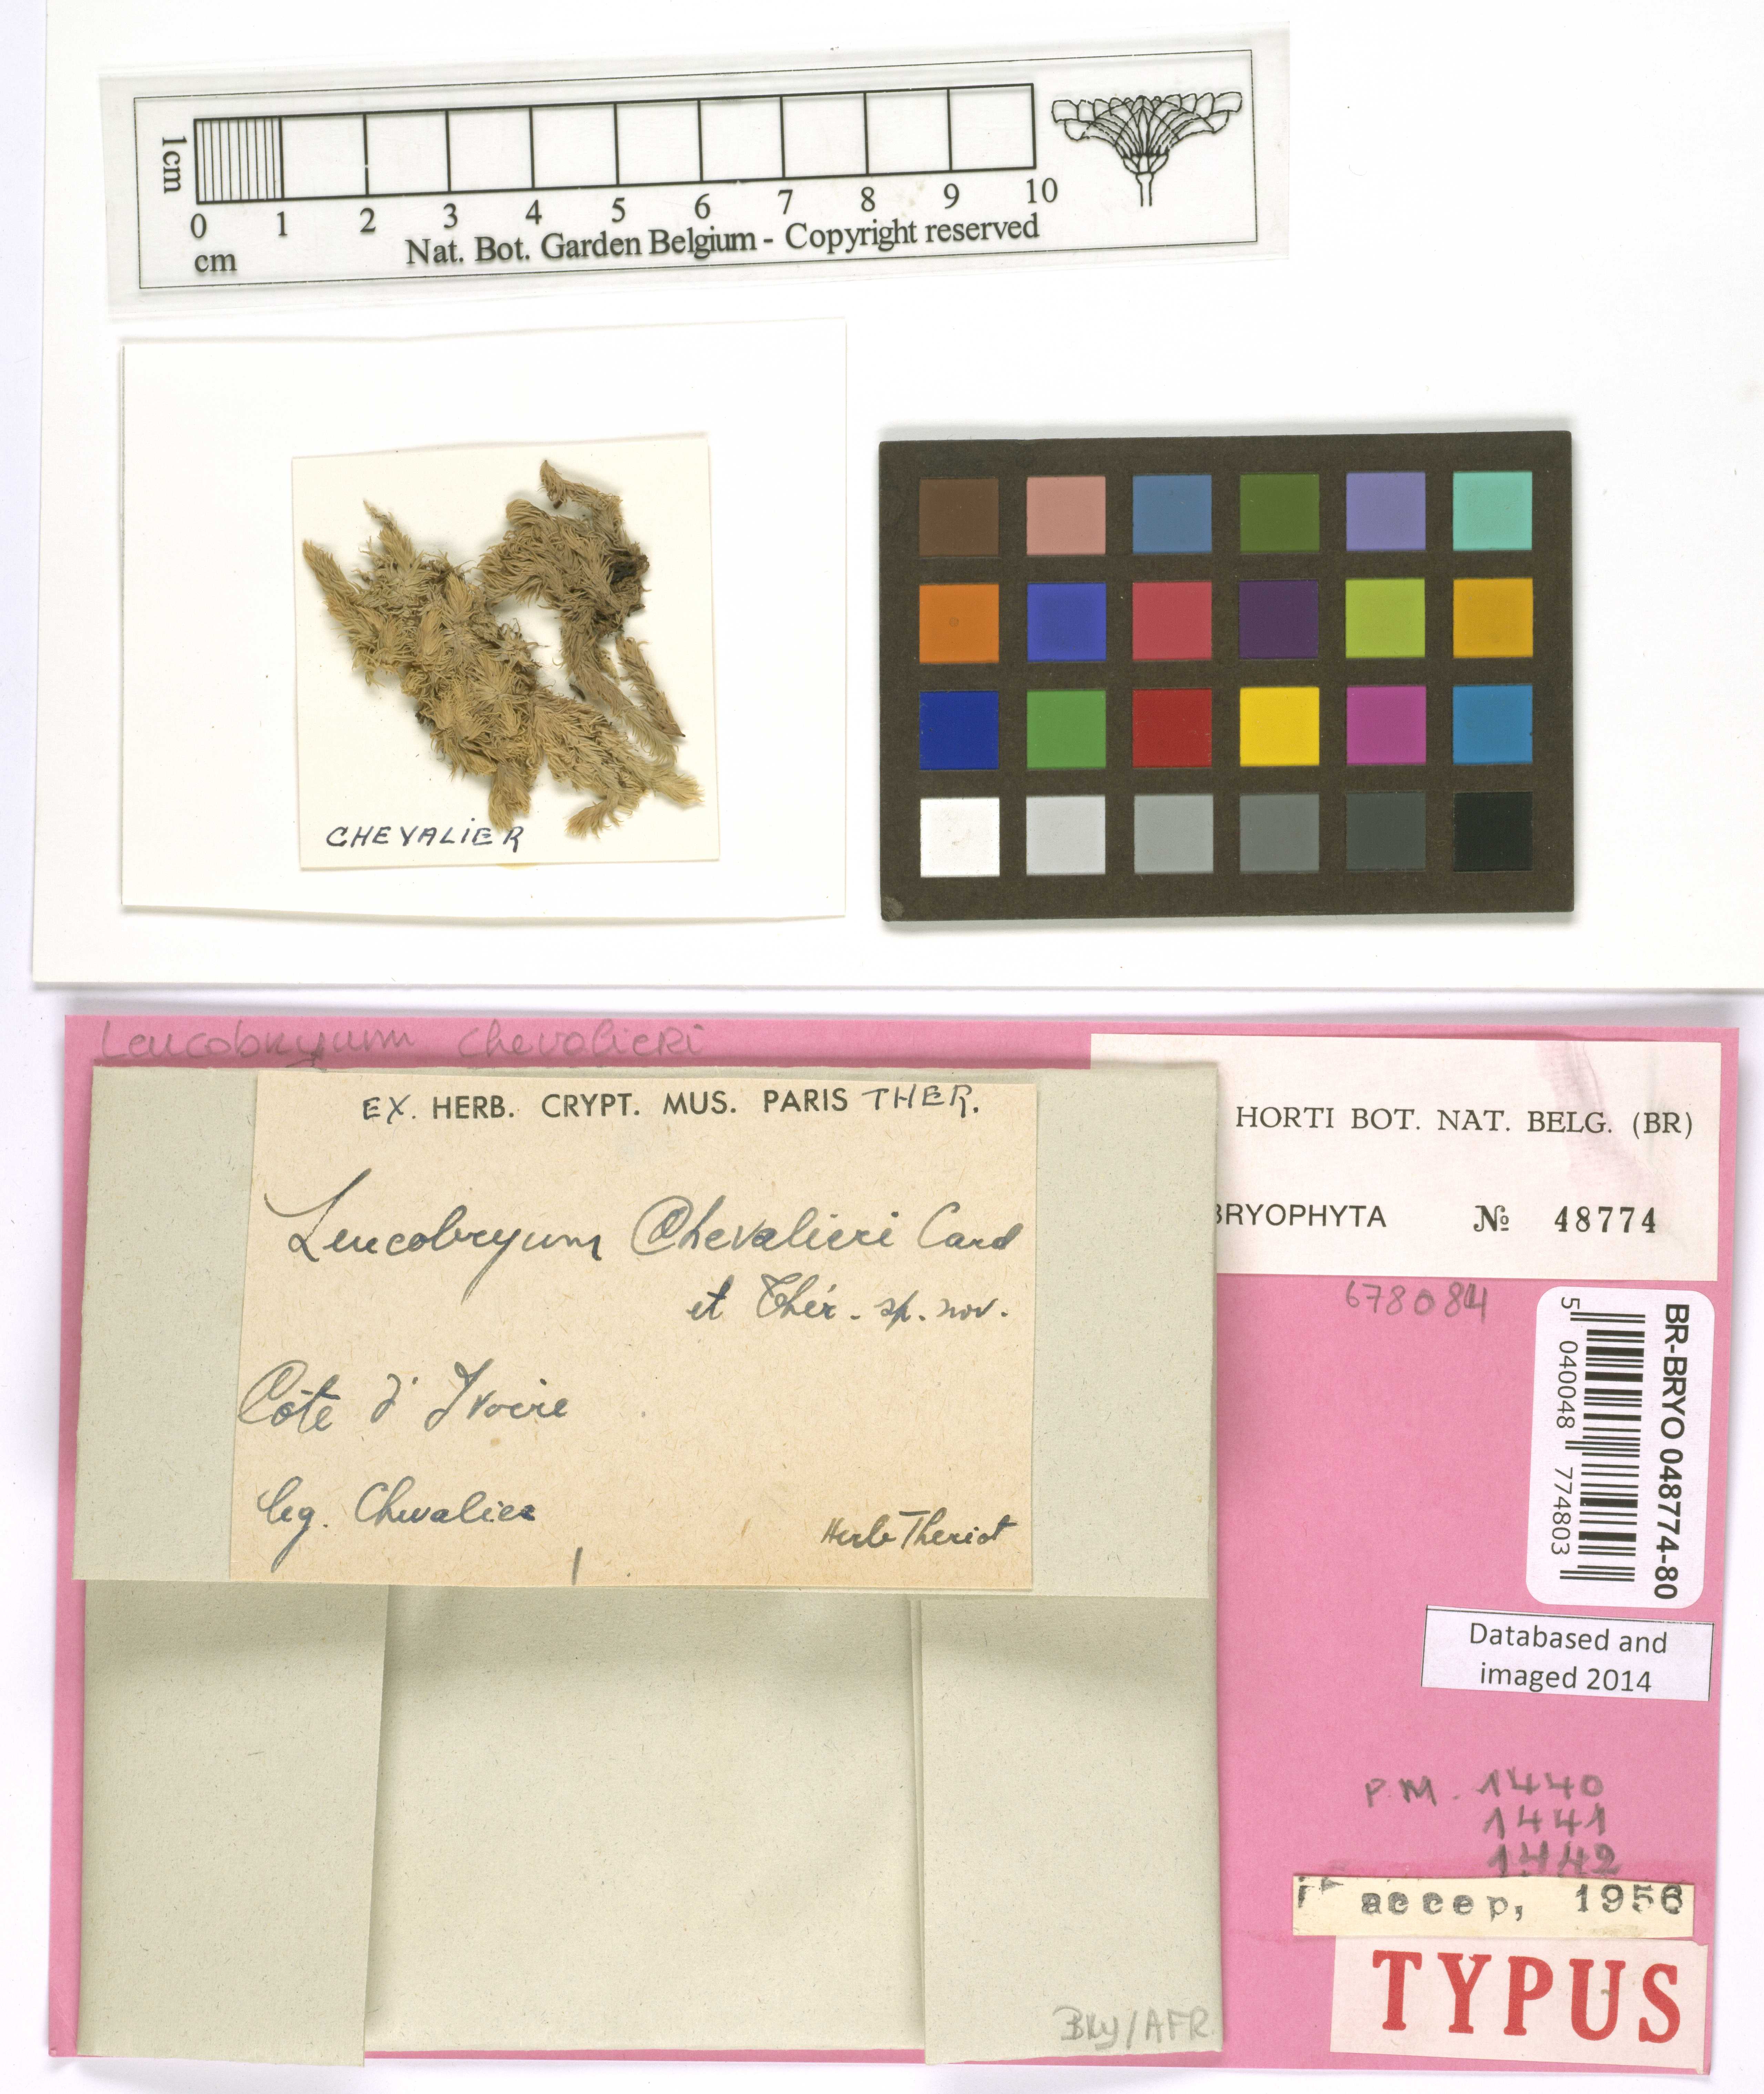 1cm
0 1 2 3 4 5 6 7 8 9 10
cm
Nat. Bot. Garden Belgium - Copyright reserved
CHEVALIER
Leucobryum chevalieri
EX. HERB. CRYPT. MUS. PARIS THER.
Leucobryum Chevalieri Card
et Thér. sp. nov.
Côte d'Ivoire
leg. Chevalier
Herb Theriot
HORTI BOT. NAT. BELG. (BR)
BRYOPHYTA № 48774
678084
BR-BRYO 048774-80
5 040048 774803
Databased and
imaged 2014
P.M. 1440
1441
1442
accep, 1956
TYPUS
Bry/AFR